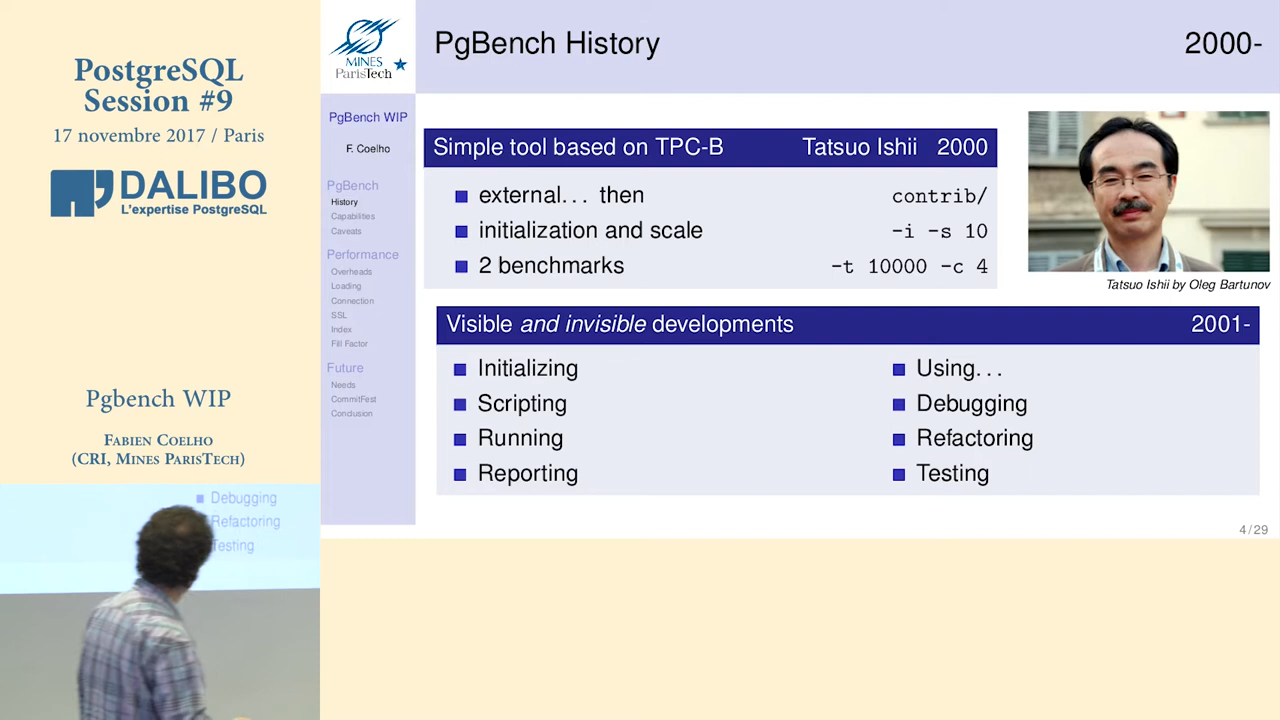 PostgreSQL
Session #9
17 novembre 2017 / Paris
DALIBO
L'expertise PostgreSQL
Pgbench WIP
FABIEN COELHO
(CRI, MINES PARISTECH)
Debugging
Refactoring
Testing
MINES
ParisTech
PgBench WIP
F. Coelho
PgBench
History
Capabilities
Caveats
Performance
Overheads
Loading
Connection
SSL
Index
Fill Factor
Future
Needs
CommitFest
Conclusion
PgBench History 2000-
Simple tool based on TPC-B Tatsuo Ishii 2000
external... then contrib/
initialization and scale -i -s 10
2 benchmarks -t 10000 -c 4
Tatsuo Ishii by Oleg Bartunov
Visible and invisible developments 2001-
Initializing
Scripting
Running
Reporting
Using...
Debugging
Refactoring
Testing
4/29